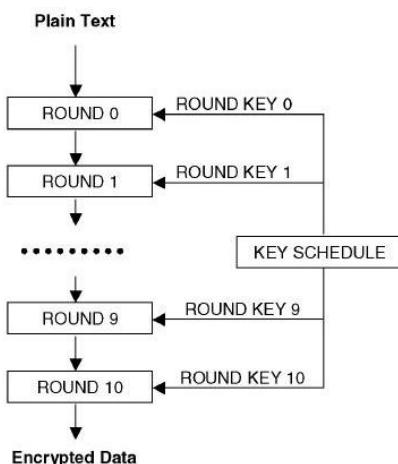 Plain Text
ROUND KEY 0
ROUND 0
ROUND KEY 1
ROUND 1
KEY SCHEDULE
ROUND KEY 9
ROUND 9
ROUND KEY 10
ROUND 10
Encrypted Data